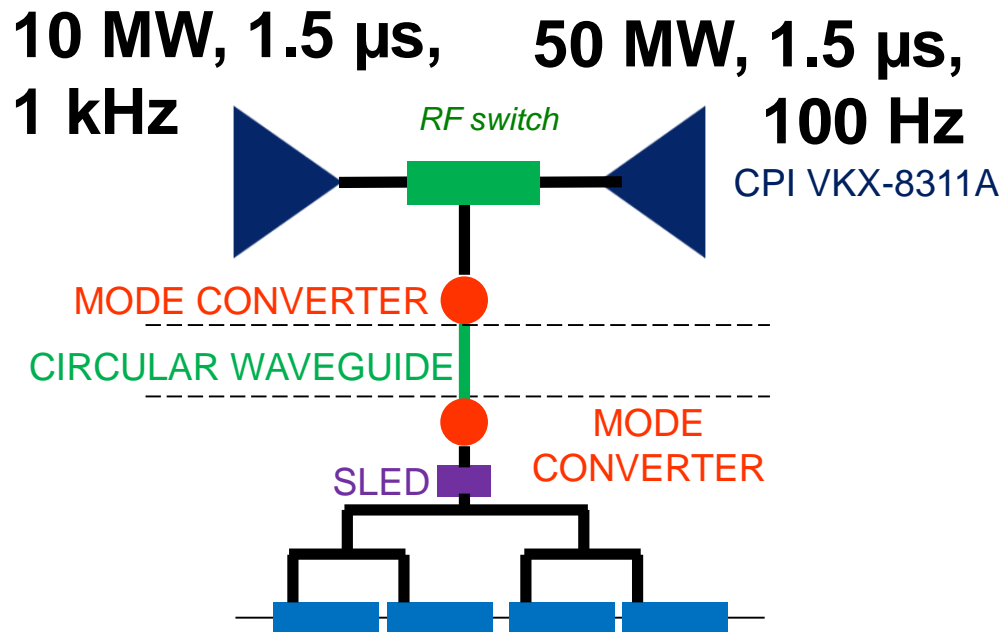 10 MW, 1.5 µs,
1 kHz
50 MW, 1.5 µs,
100 Hz
RF switch
CPI VKX-8311A
MODE CONVERTER
CIRCULAR WAVEGUIDE
MODE
CONVERTER
SLED